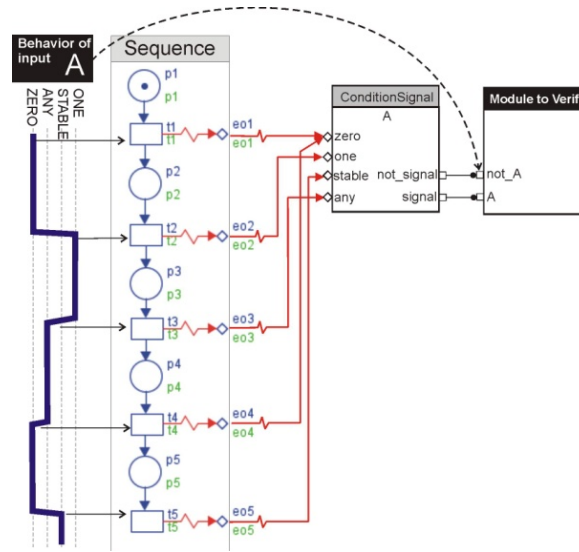 Behavior of
input A
ZERO
ANY
STABLE
ONE
Sequence
p1
p1
t1
t1
eo1
eo1
p2
p2
t2
t2
eo2
eo2
p3
p3
t3
t3
eo3
eo3
p4
p4
t4
t4
eo4
eo4
p5
p5
t5
t5
eo5
eo5
ConditionSignal
A
zero
one
stable not_signal
any signal
Module to Verif
not_A
A